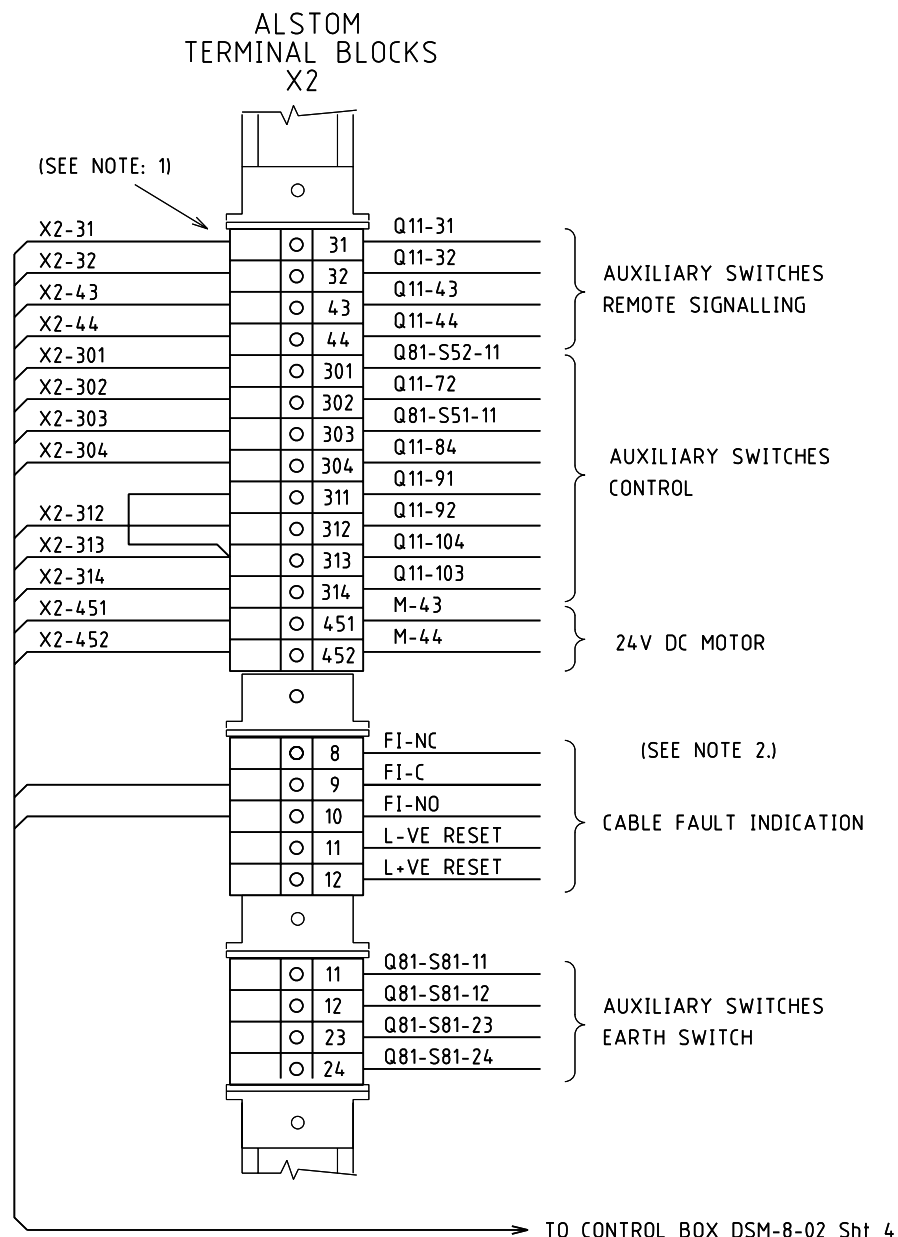 ALSTOM
TERMINAL BLOCKS
X2
(SEE NOTE: 1)
X2-31 31 Q11-31
X2-32 32 Q11-32
X2-43 43 Q11-43
X2-44 44 Q11-44
AUXILIARY SWITCHES
REMOTE SIGNALLING
X2-301 301 Q81-S52-11
X2-302 302 Q11-72
X2-303 303 Q81-S51-11
X2-304 304 Q11-84
311 Q11-91
X2-312 312 Q11-92
X2-313 313 Q11-104
X2-314 314 Q11-103
AUXILIARY SWITCHES
CONTROL
X2-451 451 M-43
X2-452 452 M-44
24V DC MOTOR
8 FI-NC
9 FI-C
10 FI-NO
11 L-VE RESET
12 L+VE RESET
(SEE NOTE 2.)
CABLE FAULT INDICATION
11 Q81-S81-11
12 Q81-S81-12
23 Q81-S81-23
24 Q81-S81-24
AUXILIARY SWITCHES
EARTH SWITCH
TO CONTROL BOX DSM-8-02 Sht 4